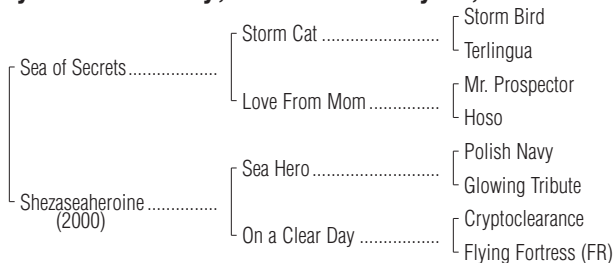 Storm Bird
Storm Cat
Terlingua
Sea of Secrets
Mr. Prospector
Love From Mom
Hoso
Polish Navy
Sea Hero
Glowing Tribute
Shezaseaheroine
(2000)
Cryptoclearance
On a Clear Day
Flying Fortress (FR)